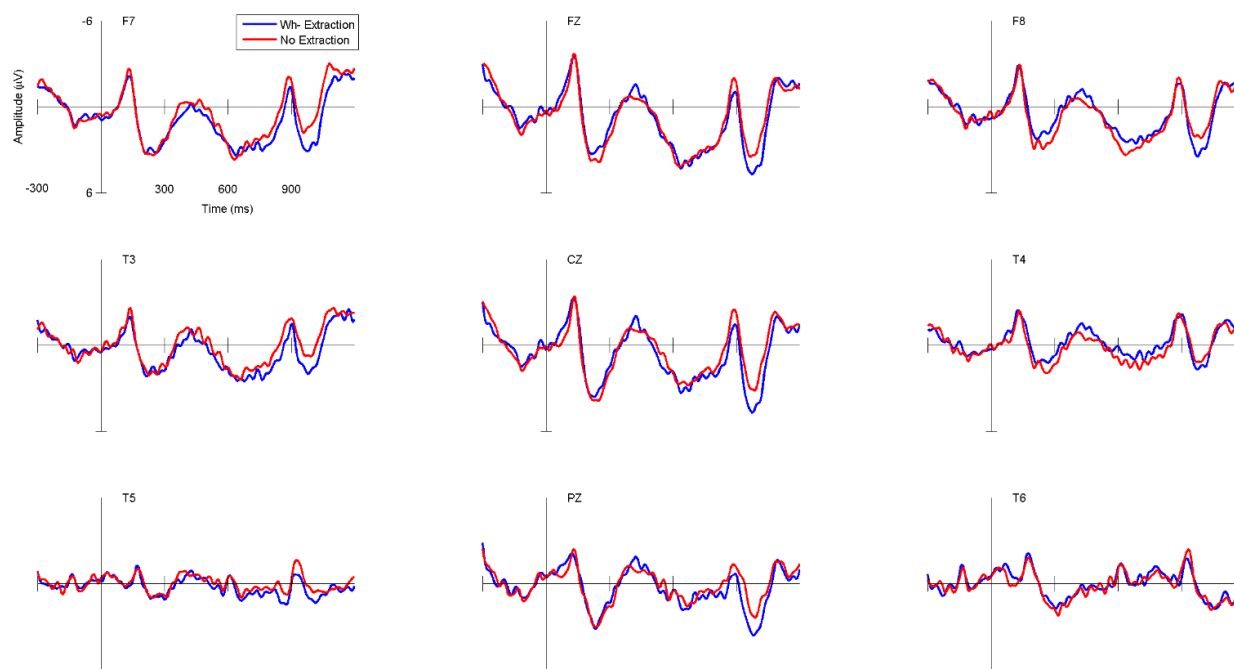 -6
F7
Wh- Extraction
No Extraction
FZ
F8
Amplitude (µV)
-300
6
300
600
900
Time (ms)
T3
CZ
T4
T5
PZ
T6